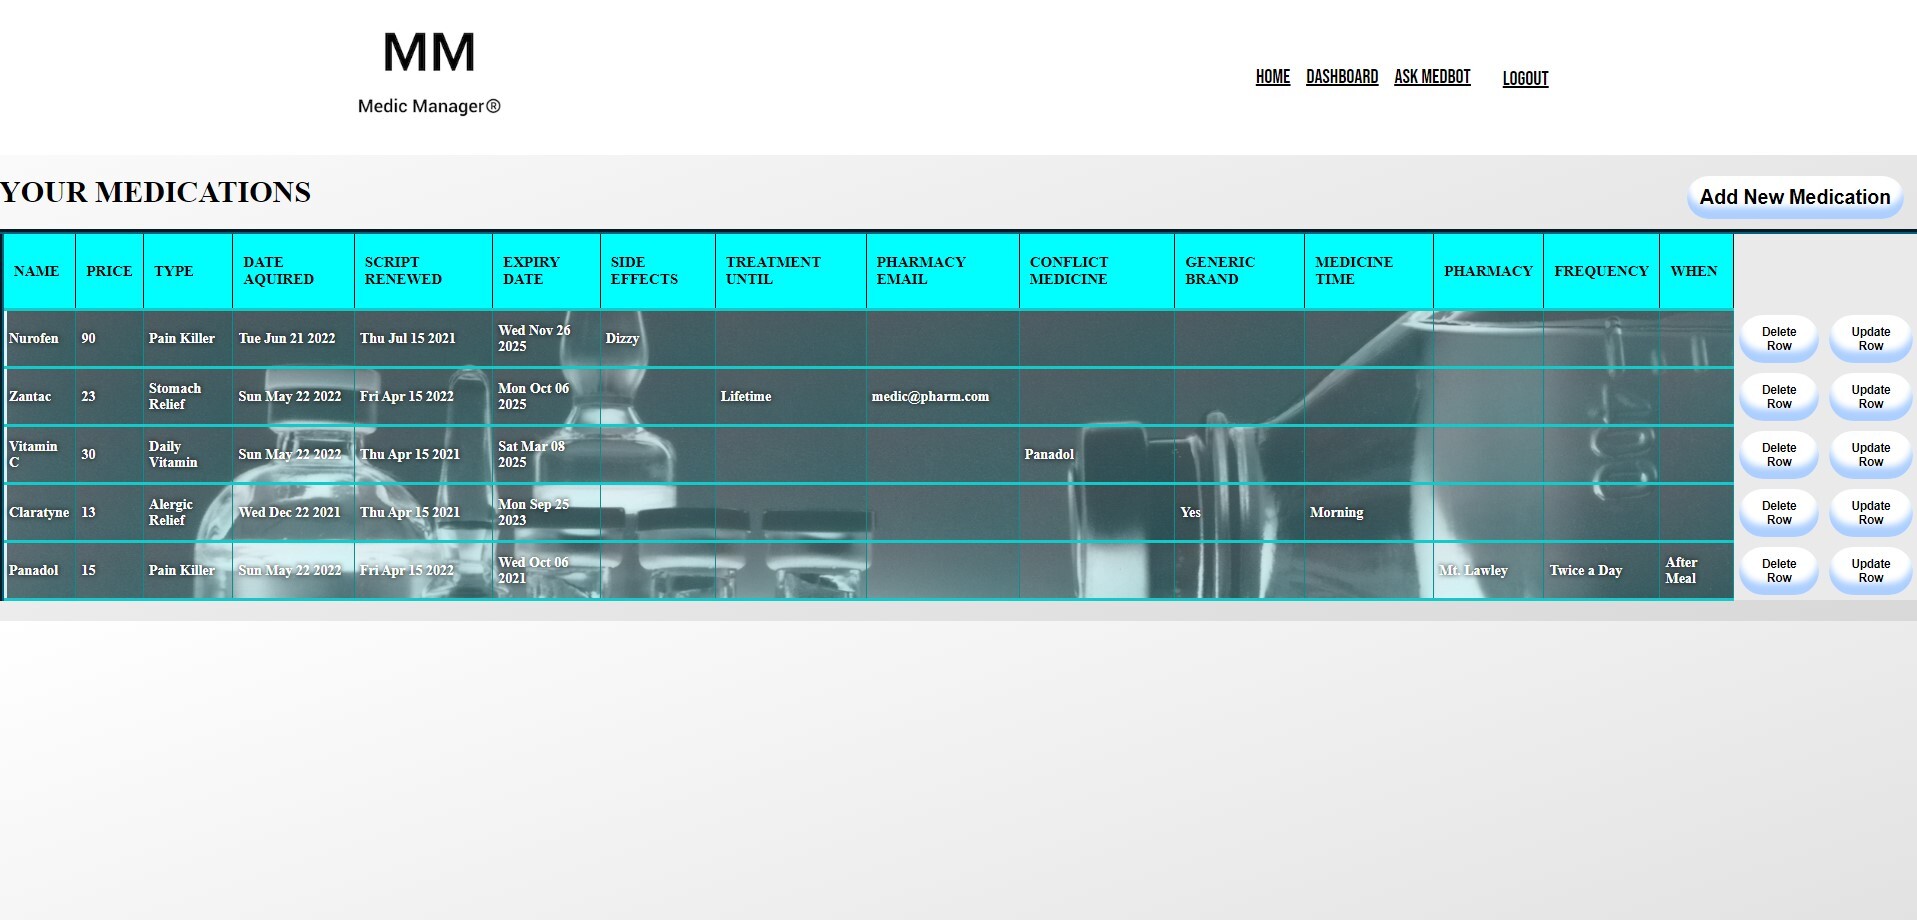 MM
Medic Manager®
HOME DASHBOARD ASK MEDBOT LOGOUT
YOUR MEDICATIONS
Add New Medication
NAME PRICE TYPE DATE AQUIRED SCRIPT RENEWED EXPIRY DATE SIDE EFFECTS TREATMENT UNTIL PHARMACY EMAIL CONFLICT MEDICINE GENERIC BRAND MEDICINE TIME PHARMACY FREQUENCY WHEN
Nurofen 90 Pain Killer Tue Jun 21 2022 Thu Jul 15 2021 Wed Nov 26 2025 Dizzy Delete Row Update Row
Zantac 23 Stomach Relief Sun May 22 2022 Fri Apr 15 2022 Mon Oct 06 2025 Lifetime medic@pharm.com Delete Row Update Row
Vitamin C 30 Daily Vitamin Sun May 22 2022 Thu Apr 15 2021 Sat Mar 08 2025 Panadol Delete Row Update Row
Claratyne 13 Alergic Relief Wed Dec 22 2021 Thu Apr 15 2021 Mon Sep 25 2023 Yes Morning Delete Row Update Row
Panadol 15 Pain Killer Sun May 22 2022 Fri Apr 15 2022 Wed Oct 06 2021 Mt. Lawley Twice a Day After Meal Delete Row Update Row